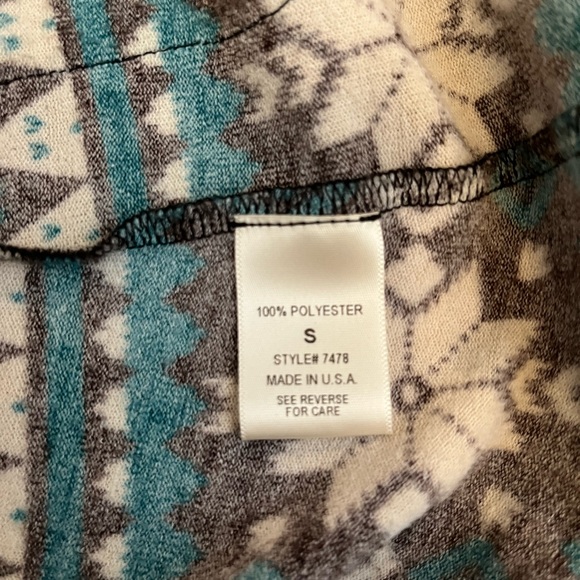 100% POLYESTER
S
STYLE# 7478
MADE IN U.S.A.
SEE REVERSE
FOR CARE